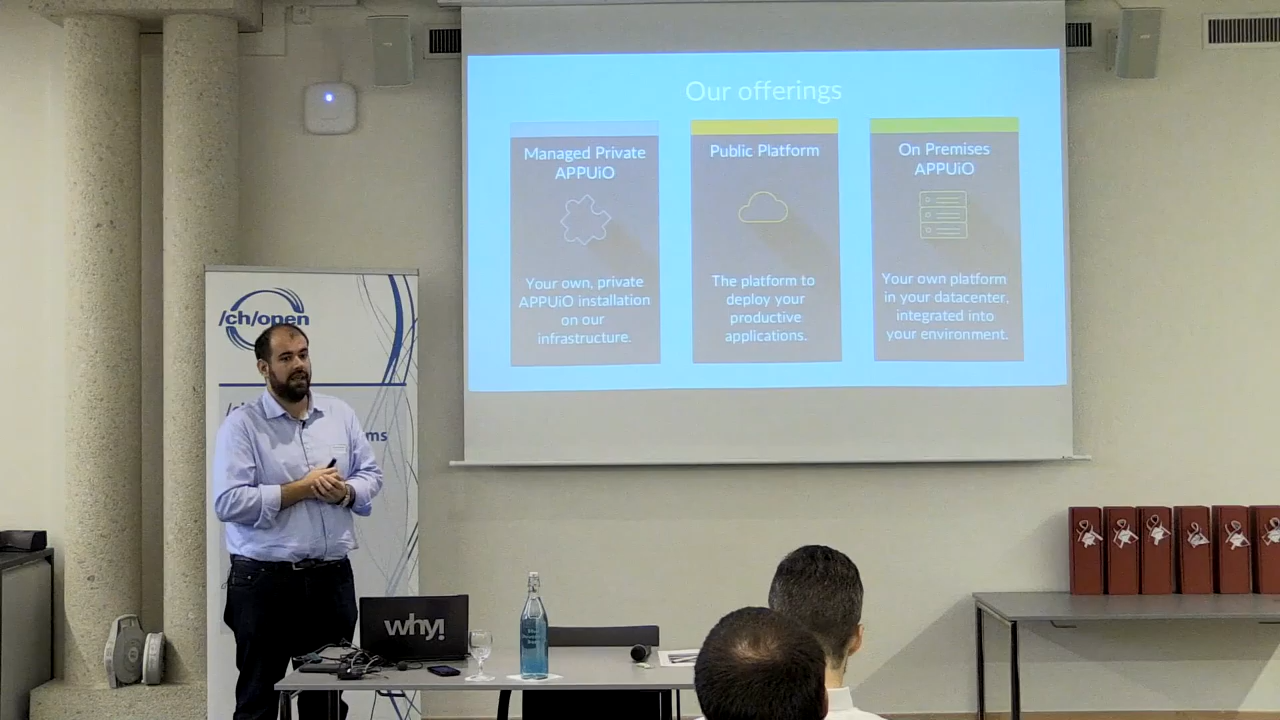 Our offerings
Managed Private
APPUiO
Your own, private
APPUiO installation
on our
infrastructure.
Public Platform
The platform to
deploy your
productive
applications.
On Premises
APPUiO
Your own platform
in your datacenter,
integrated into
your environment.
/ch/open
ms
why!